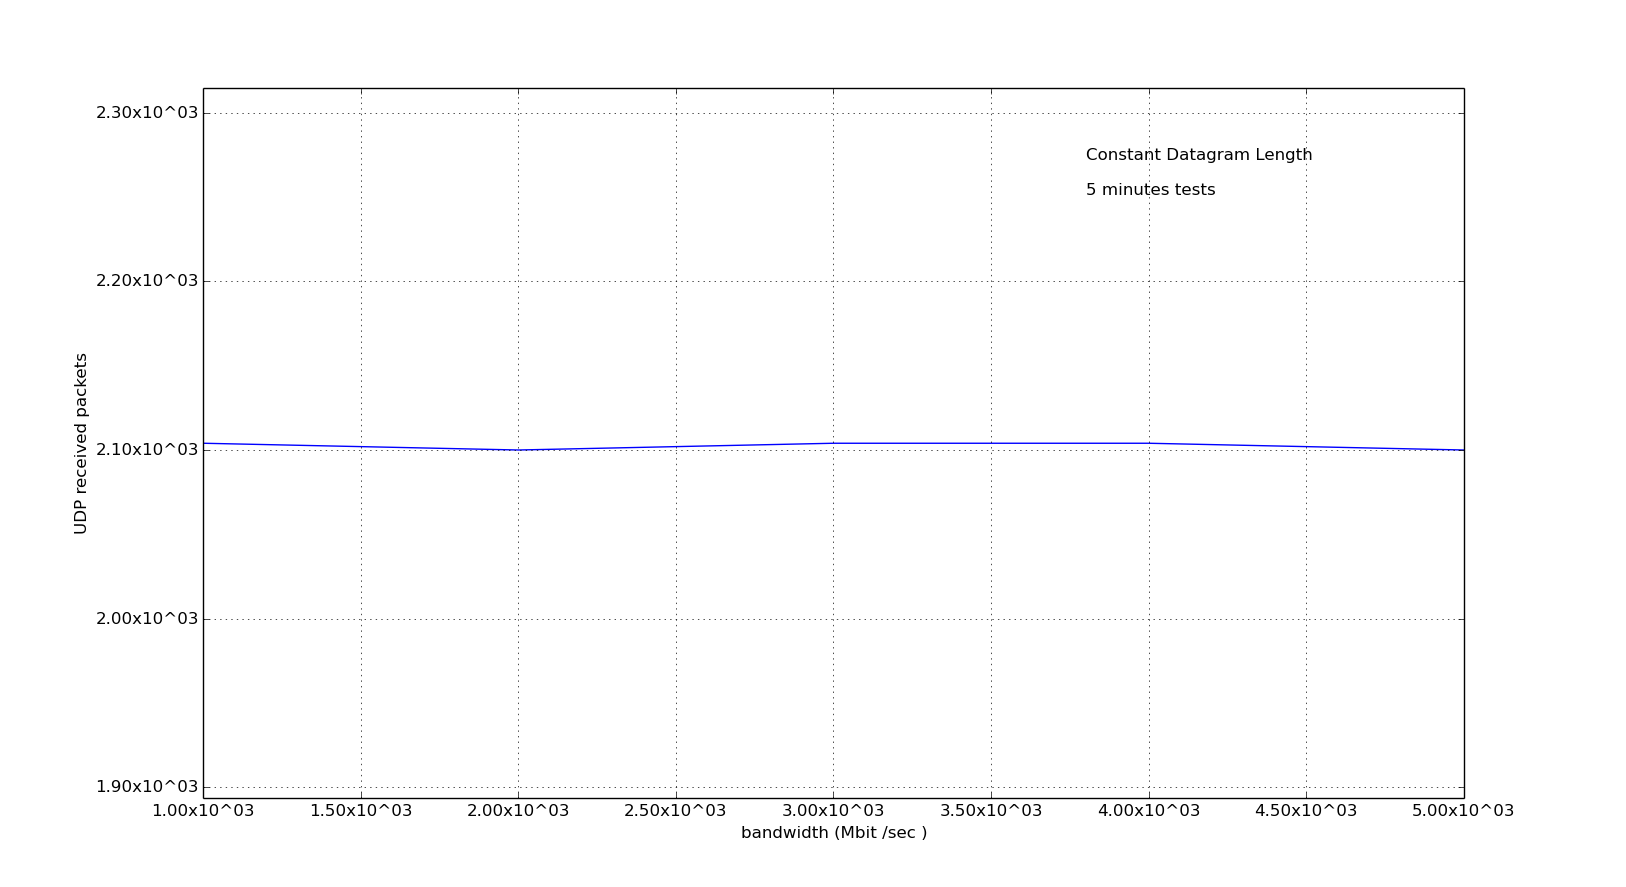 2.30x10^03
Constant Datagram Length
5 minutes tests
2.20x10^03
UDP received packets
2.10x10^03
2.00x10^03
1.90x10^03
1.00x10^03 1.50x10^03 2.00x10^03 2.50x10^03 3.00x10^03 3.50x10^03 4.00x10^03 4.50x10^03 5.00x10^03
bandwidth (Mbit /sec )